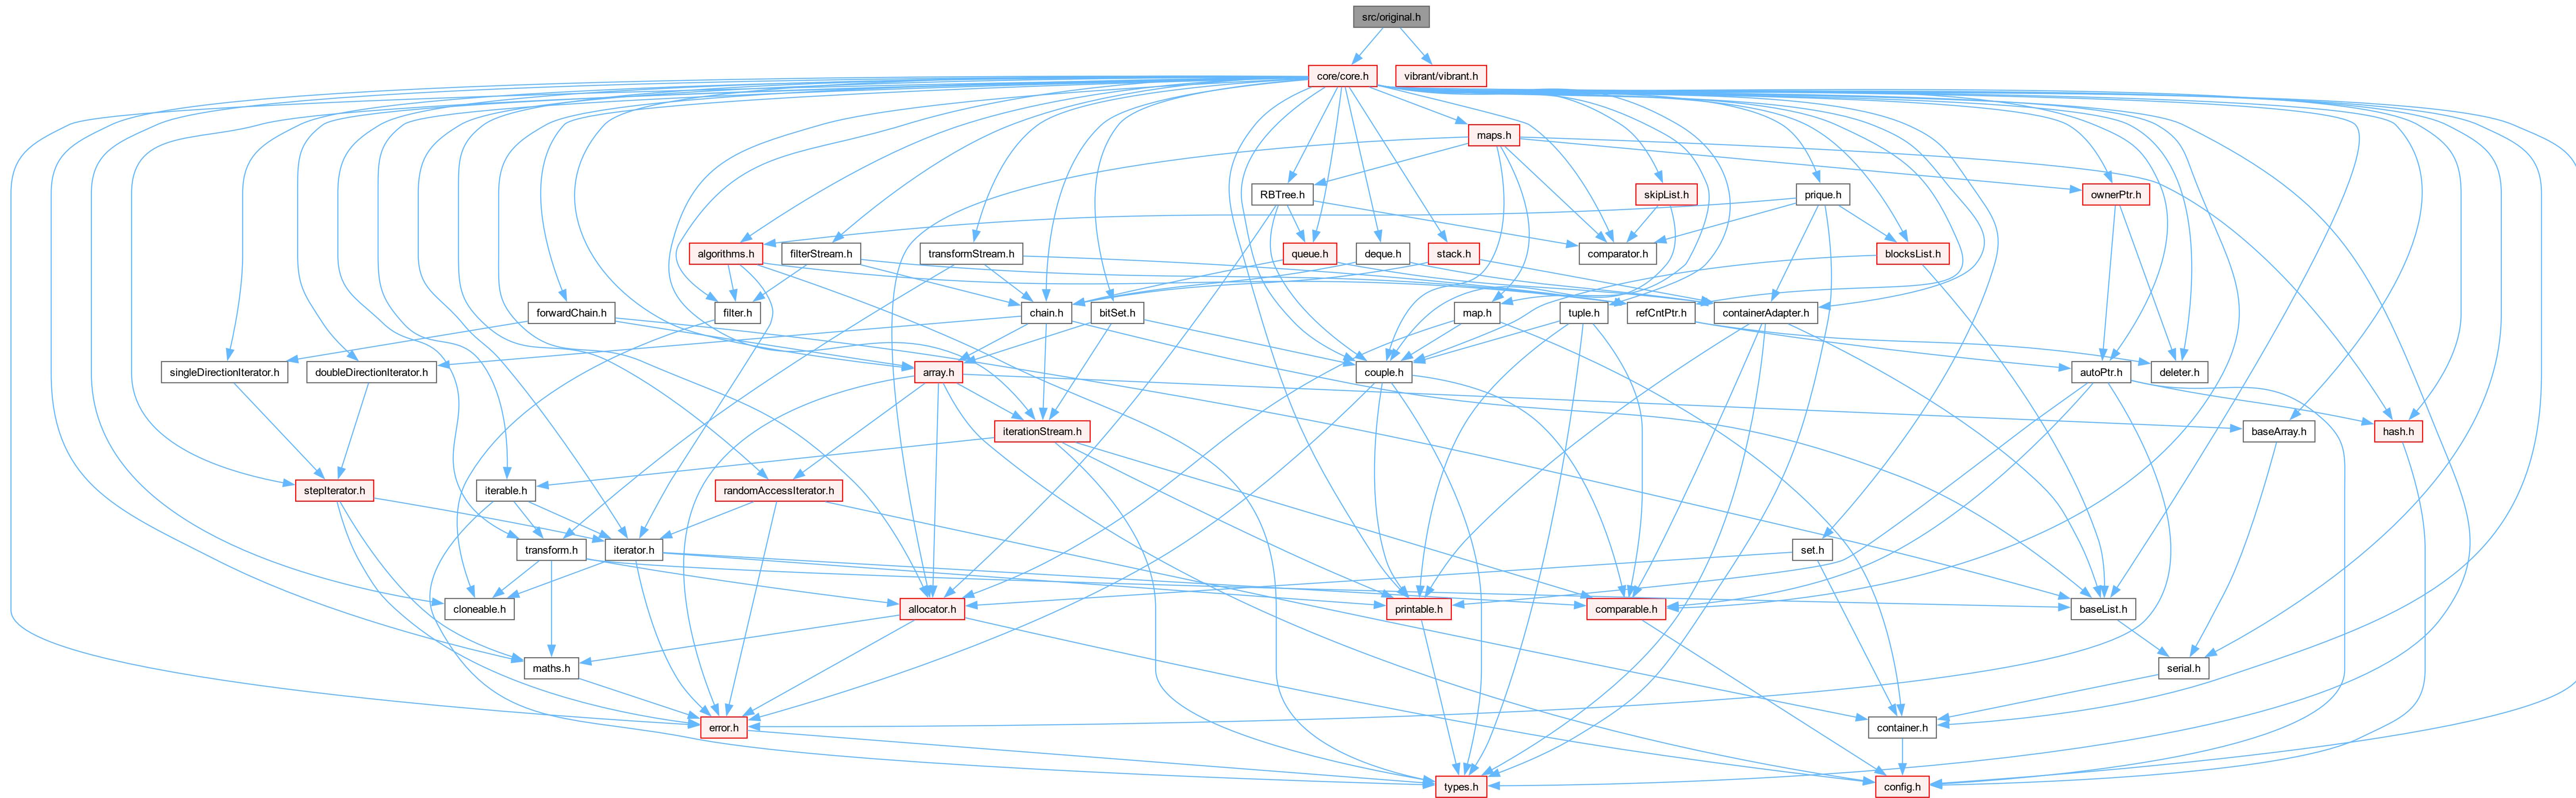 src/original.h
core/core.h
vibrant/vibrant.h
maps.h
RBTree.h
skipList.h
prique.h
ownerPtr.h
algorithms.h
filterStream.h
transformStream.h
queue.h
deque.h
stack.h
comparator.h
blocksList.h
forwardChain.h
filter.h
chain.h
bitSet.h
map.h
tuple.h
refCntPtr.h
containerAdapter.h
singleDirectionIterator.h
doubleDirectionIterator.h
array.h
couple.h
autoPtr.h
deleter.h
iterationStream.h
baseArray.h
hash.h
stepIterator.h
iterable.h
randomAccessIterator.h
transform.h
iterator.h
set.h
cloneable.h
allocator.h
printable.h
comparable.h
baseList.h
maths.h
serial.h
error.h
container.h
types.h
config.h